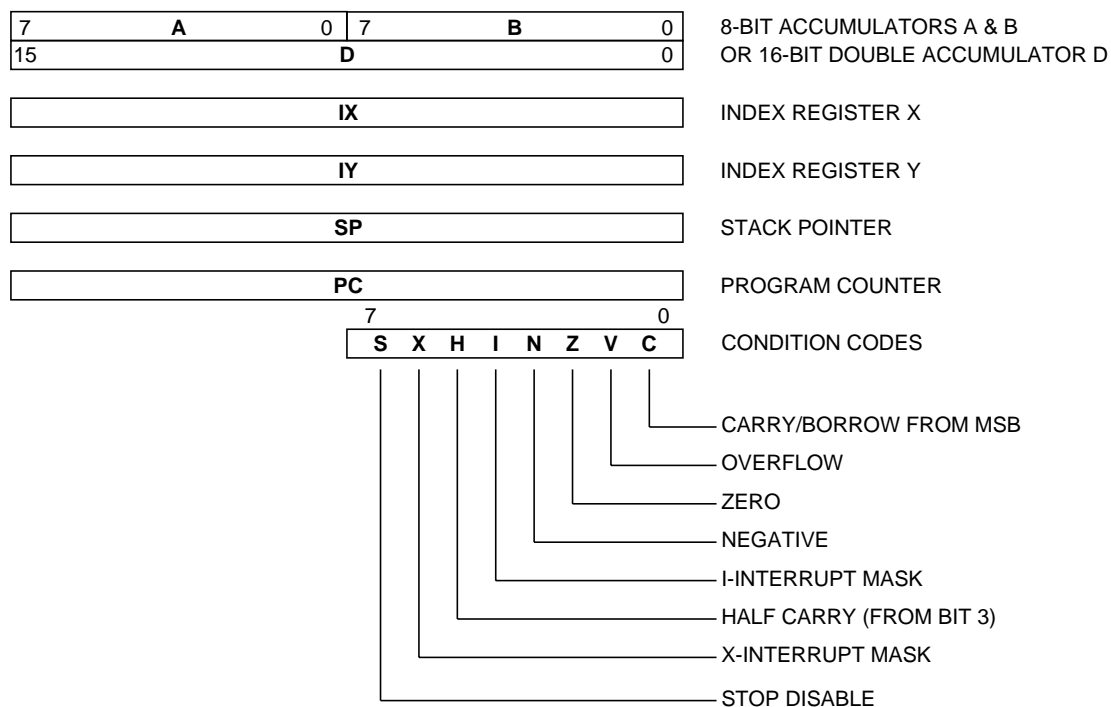 7 A 0 7 B 0 8-BIT ACCUMULATORS A & B
15 D 0 OR 16-BIT DOUBLE ACCUMULATOR D
IX INDEX REGISTER X
IY INDEX REGISTER Y
SP STACK POINTER
PC PROGRAM COUNTER
7 0
S X H I N Z V C CONDITION CODES
CARRY/BORROW FROM MSB
OVERFLOW
ZERO
NEGATIVE
I-INTERRUPT MASK
HALF CARRY (FROM BIT 3)
X-INTERRUPT MASK
STOP DISABLE